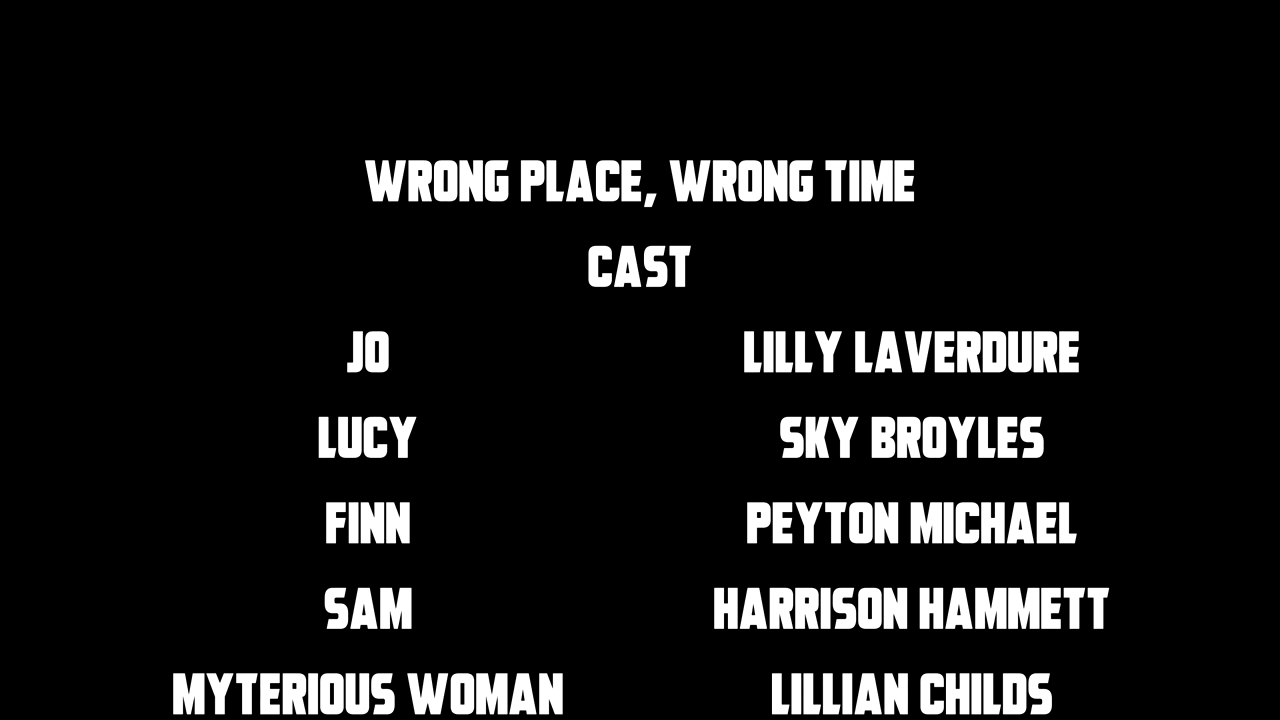 WRONG PLACE, WRONG TIME
CAST
JO LILLY LAVERDURE
LUCY SKY BROYLES
FINN PEYTON MICHAEL
SAM HARRISON HAMMETT
MYTERIOUS WOMAN LILLIAN CHILDS